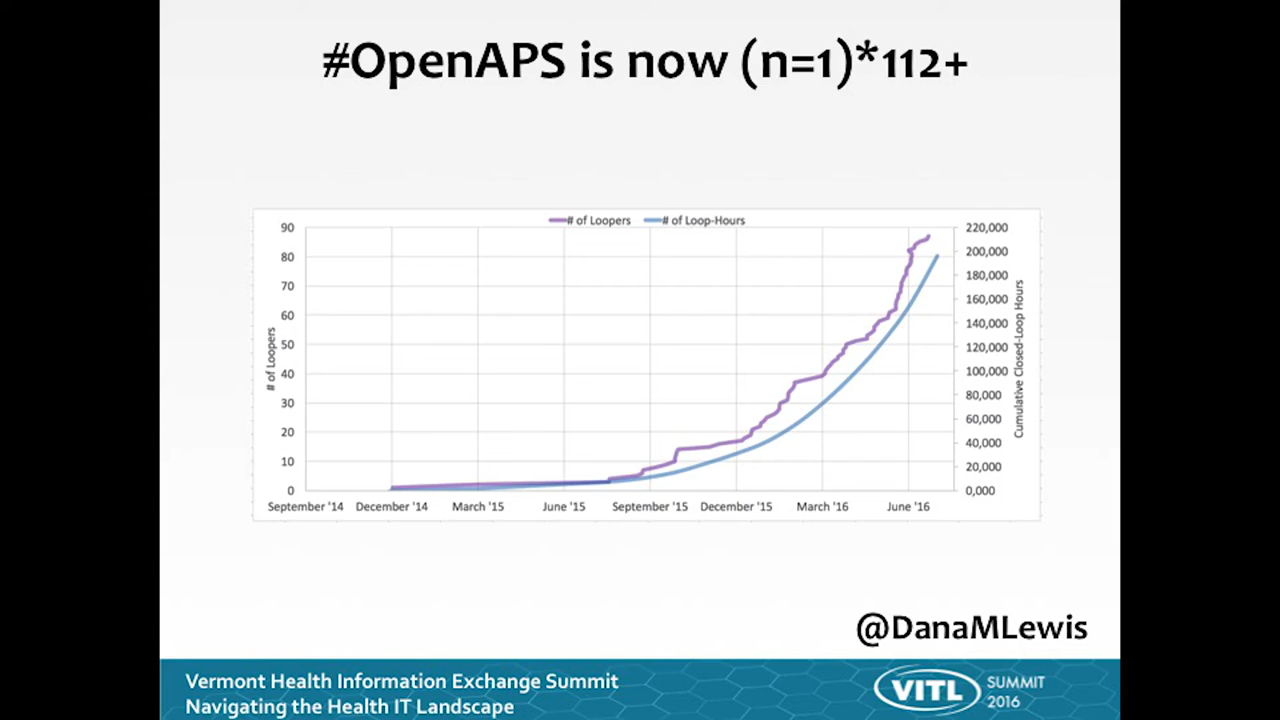 #OpenAPS is now (n=1)*112+
# of Loopers # of Loop-Hours
90
80
70
60
50
40
30
20
10
0
# of Loopers
220,000
200,000
180,000
160,000
140,000
120,000
100,000
80,000
60,000
40,000
20,000
0,000
Cumulative Closed-Loop Hours
September '14 December '14 March '15 June '15 September '15 December '15 March '16 June '16
@DanaMLewis
Vermont Health Information Exchange Summit
Navigating the Health IT Landscape
VITL SUMMIT
2016